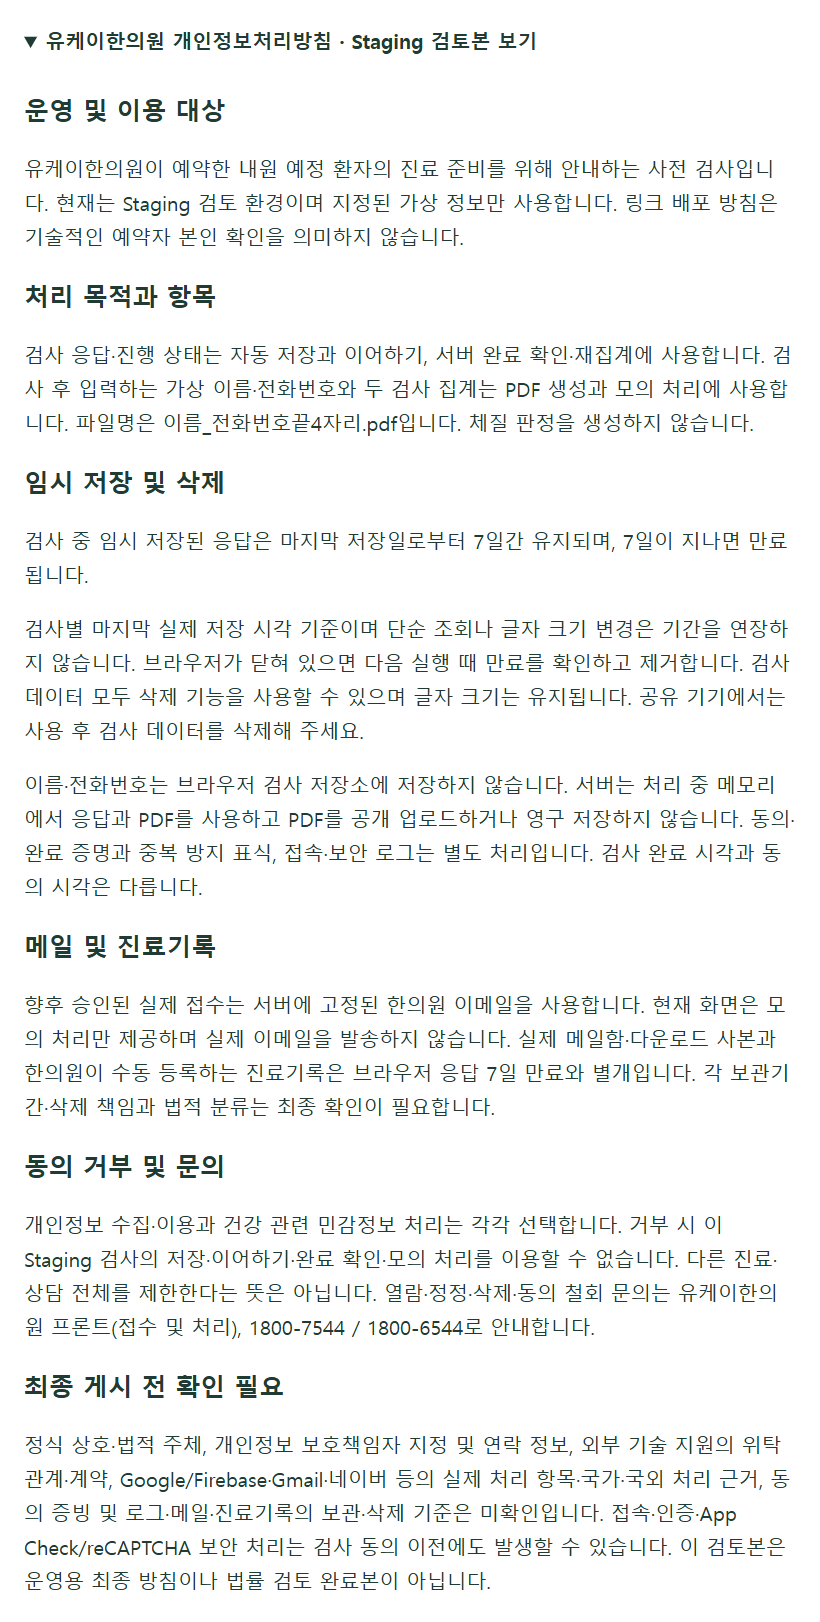 ▼ 유케이한의원 개인정보처리방침 · Staging 검토본 보기
운영 및 이용 대상
유케이한의원이 예약한 내원 예정 환자의 진료 준비를 위해 안내하는 사전 검사입니
다. 현재는 Staging 검토 환경이며 지정된 가상 정보만 사용합니다. 링크 배포 방침은
기술적인 예약자 본인 확인을 의미하지 않습니다.
처리 목적과 항목
검사 응답·진행 상태는 자동 저장과 이어하기, 서버 완료 확인·재집계에 사용합니다. 검
사 후 입력하는 가상 이름·전화번호와 두 검사 집계는 PDF 생성과 모의 처리에 사용합
니다. 파일명은 이름_전화번호끝4자리.pdf입니다. 체질 판정을 생성하지 않습니다.
임시 저장 및 삭제
검사 중 임시 저장된 응답은 마지막 저장일로부터 7일간 유지되며, 7일이 지나면 만료
됩니다.
검사별 마지막 실제 저장 시각 기준이며 단순 조회나 글자 크기 변경은 기간을 연장하
지 않습니다. 브라우저가 닫혀 있으면 다음 실행 때 만료를 확인하고 제거합니다. 검사
데이터 모두 삭제 기능을 사용할 수 있으며 글자 크기는 유지됩니다. 공유 기기에서는
사용 후 검사 데이터를 삭제해 주세요.
이름·전화번호는 브라우저 검사 저장소에 저장하지 않습니다. 서버는 처리 중 메모리
에서 응답과 PDF를 사용하고 PDF를 공개 업로드하거나 영구 저장하지 않습니다. 동의·
완료 증명과 중복 방지 표식, 접속·보안 로그는 별도 처리입니다. 검사 완료 시각과 동
의 시각은 다릅니다.
메일 및 진료기록
향후 승인된 실제 접수는 서버에 고정된 한의원 이메일을 사용합니다. 현재 화면은 모
의 처리만 제공하며 실제 이메일을 발송하지 않습니다. 실제 메일함·다운로드 사본과
한의원이 수동 등록하는 진료기록은 브라우저 응답 7일 만료와 별개입니다. 각 보관기
간·삭제 책임과 법적 분류는 최종 확인이 필요합니다.
동의 거부 및 문의
개인정보 수집·이용과 건강 관련 민감정보 처리는 각각 선택합니다. 거부 시 이
Staging 검사의 저장·이어하기·완료 확인·모의 처리를 이용할 수 없습니다. 다른 진료·
상담 전체를 제한한다는 뜻은 아닙니다. 열람·정정·삭제·동의 철회 문의는 유케이한의
원 프론트(접수 및 처리), 1800-7544 / 1800-6544로 안내합니다.
최종 게시 전 확인 필요
정식 상호·법적 주체, 개인정보 보호책임자 지정 및 연락 정보, 외부 기술 지원의 위탁
관계·계약, Google/Firebase·Gmail·네이버 등의 실제 처리 항목·국가·국외 처리 근거, 동
의 증빙 및 로그·메일·진료기록의 보관·삭제 기준은 미확인입니다. 접속·인증·App
Check/reCAPTCHA 보안 처리는 검사 동의 이전에도 발생할 수 있습니다. 이 검토본은
운영용 최종 방침이나 법률 검토 완료본이 아닙니다.